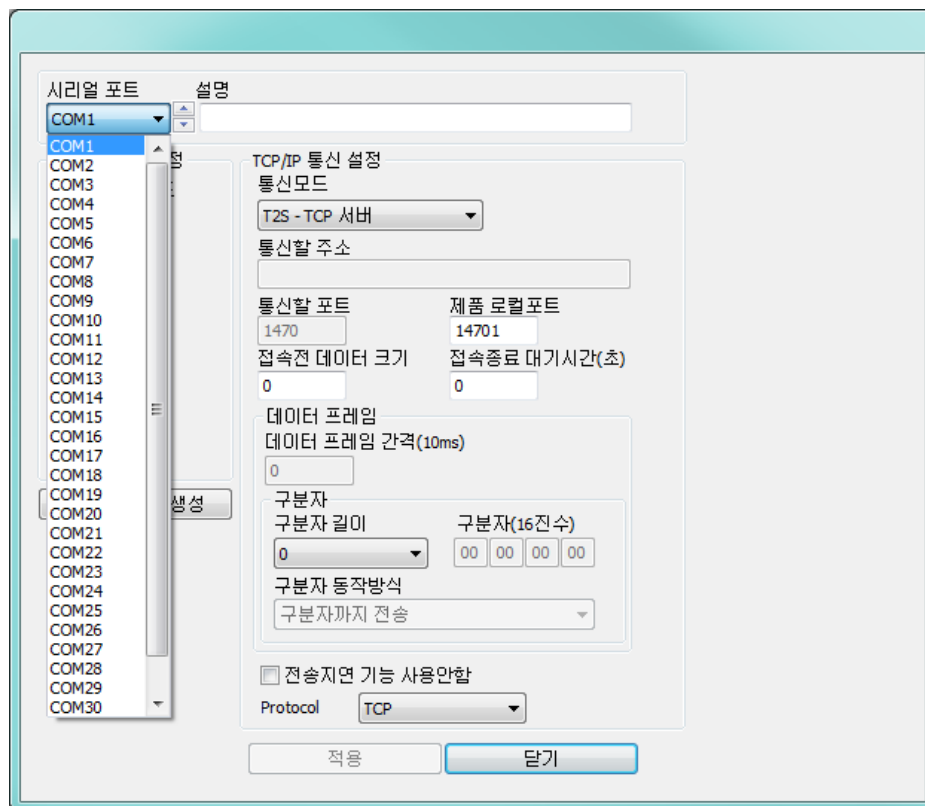 시리얼 포트 설명
COM1
COM1
COM2
COM3
COM4
COM5
COM6
COM7
COM8
COM9
COM10
COM11
COM12
COM13
COM14
COM15
COM16
COM17
COM18
COM19
COM20
COM21
COM22
COM23
COM24
COM25
COM26
COM27
COM28
COM29
COM30
정
생성
TCP/IP 통신 설정
통신모드
T2S - TCP 서버
통신할 주소
통신할 포트 제품 로컬포트
1470 14701
접속전 데이터 크기 접속종료 대기시간(초)
0 0
데이터 프레임
데이터 프레임 간격(10ms)
0
구분자
구분자 길이 구분자(16진수)
0 00 00 00 00
구분자 동작방식
구분자까지 전송
전송지연 기능 사용안함
Protocol TCP
적용 닫기